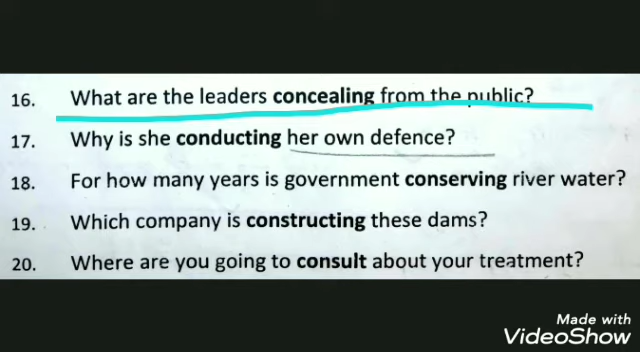 16. What are the leaders concealing from the public?
17. Why is she conducting her own defence?
18. For how many years is government conserving river water?
19. Which company is constructing these dams?
20. Where are you going to consult about your treatment?
Made with
VideoShow